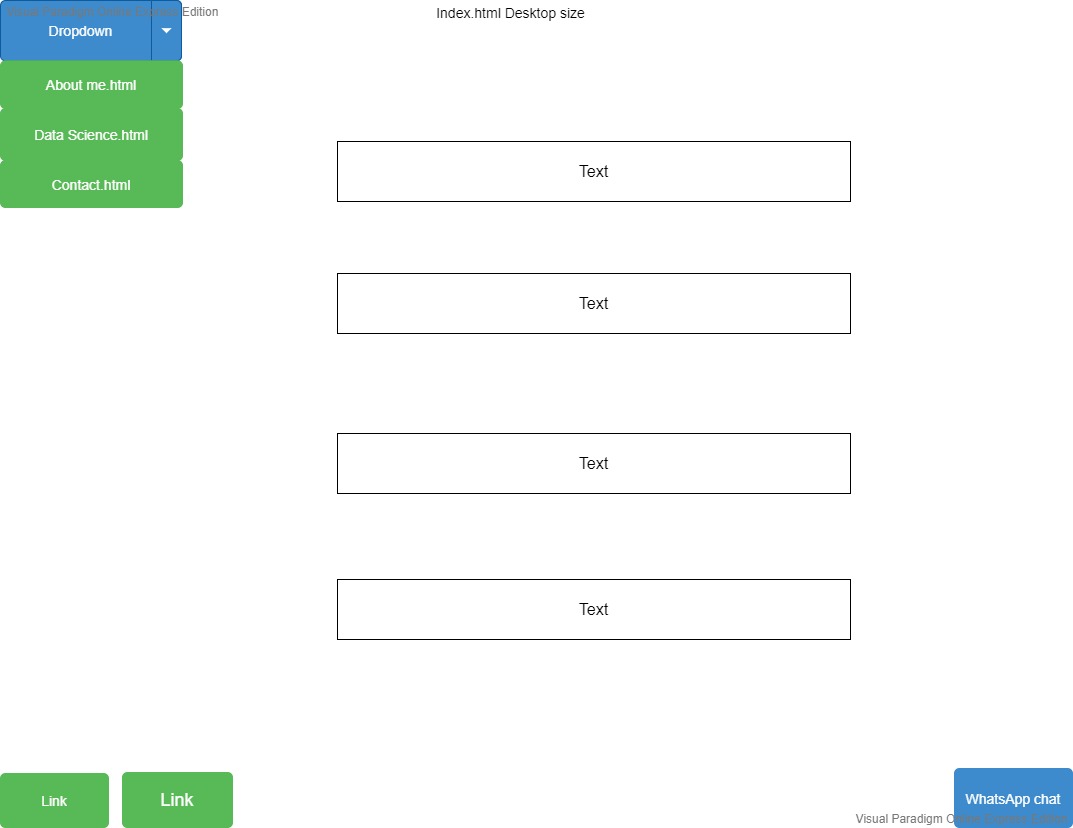 Visual Paradigm Online Express Edition
Index.html Desktop size
Dropdown
About me.html
Data Science.html
Contact.html
Text
Text
Text
Text
Link
Link
WhatsApp chat
Visual Paradigm Online Express Edition